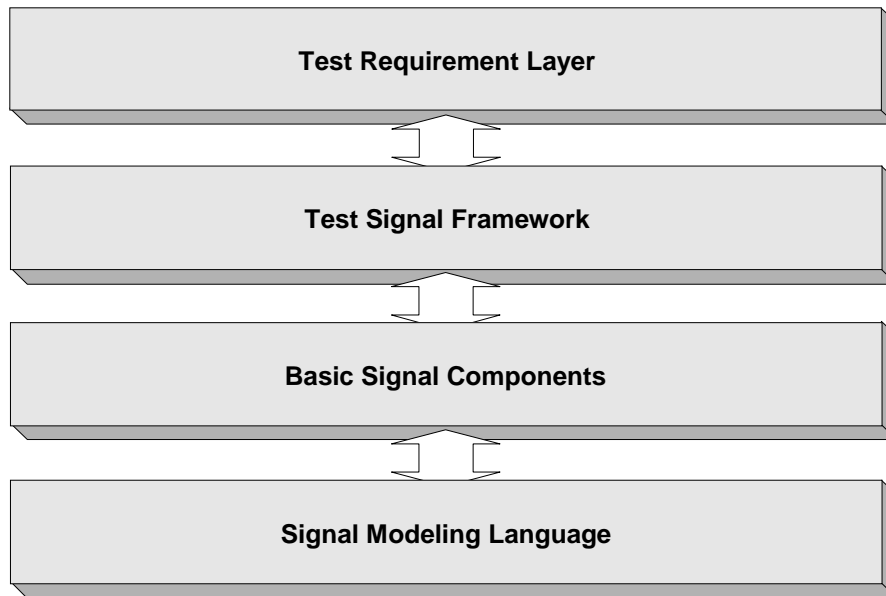 Test Requirement Layer
Test Signal Framework
Basic Signal Components
Signal Modeling Language